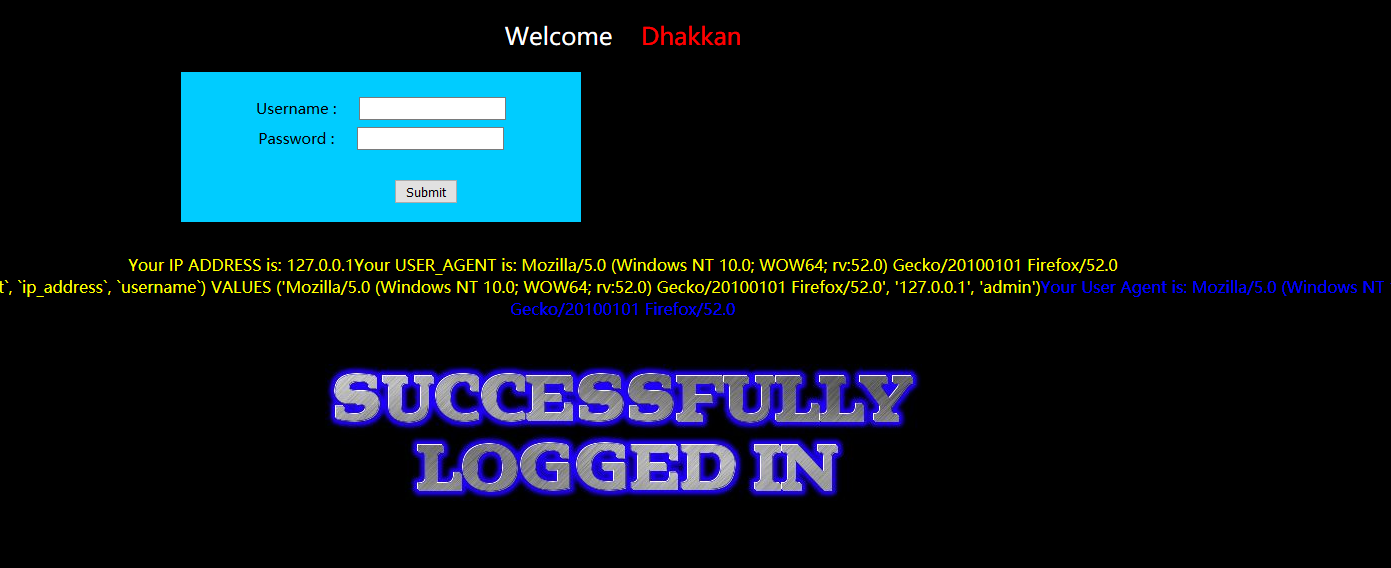 Welcome Dhakkan
Username :
Password :
Submit
Your IP ADDRESS is: 127.0.0.1Your USER_AGENT is: Mozilla/5.0 (Windows NT 10.0; WOW64; rv:52.0) Gecko/20100101 Firefox/52.0
t`, `ip_address`, `username`) VALUES ('Mozilla/5.0 (Windows NT 10.0; WOW64; rv:52.0) Gecko/20100101 Firefox/52.0', '127.0.0.1', 'admin')Your User Agent is: Mozilla/5.0 (Windows NT
Gecko/20100101 Firefox/52.0
SUCCESSFULLY
LOGGED IN